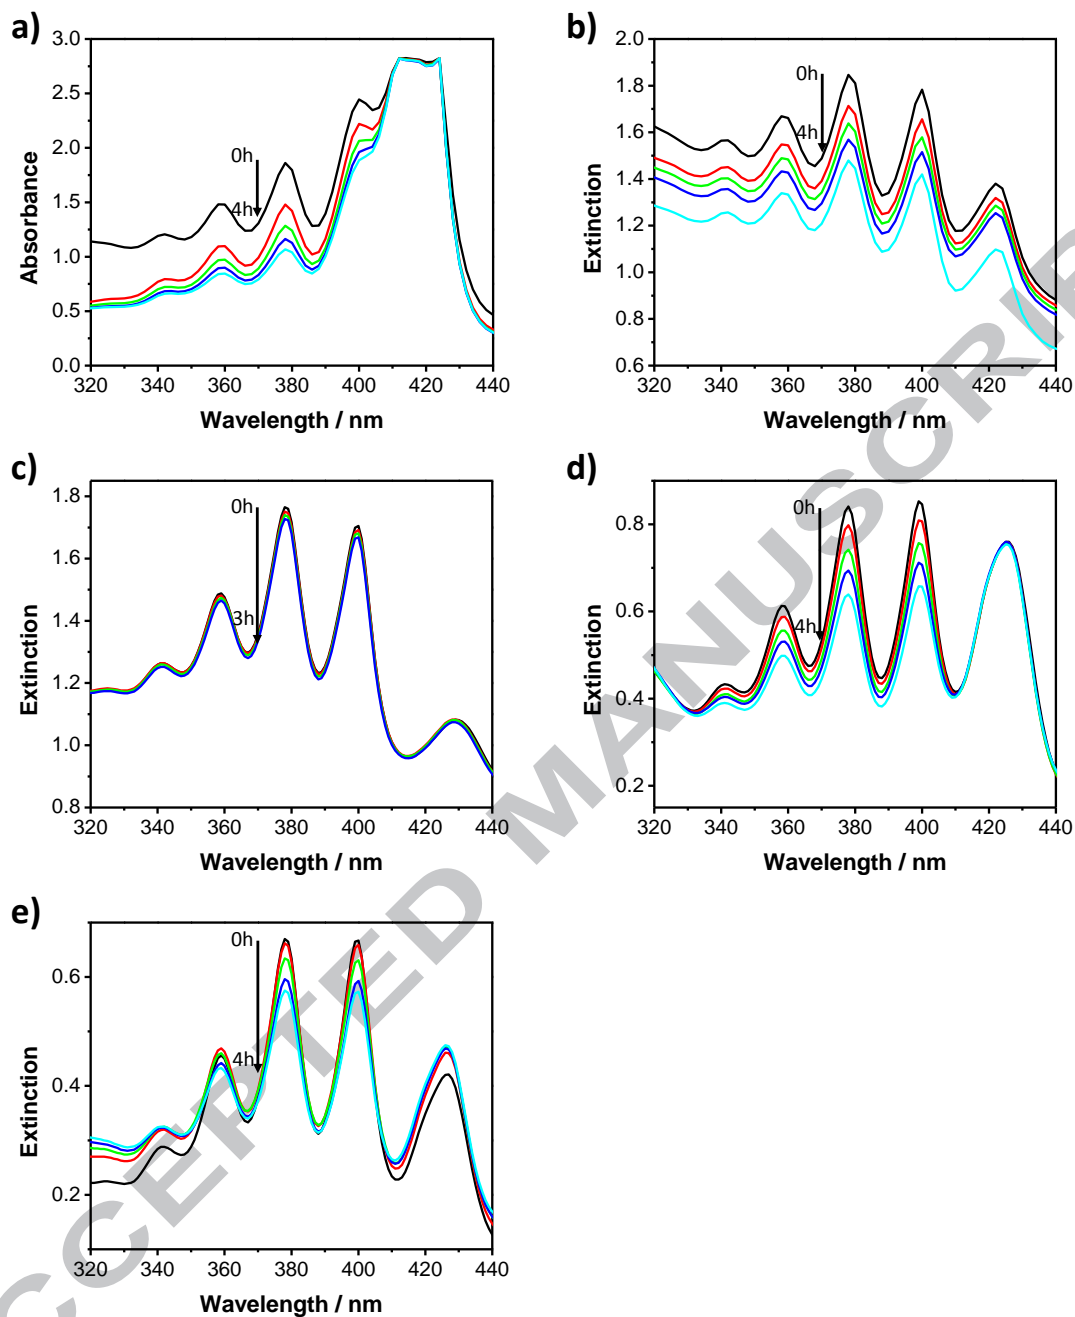 a)
3.0
2.5
2.0
1.5
1.0
0.5
0.0
Absorbance
0h
4h
320 340 360 380 400 420 440
Wavelength / nm
b)
2.0
1.8
1.6
1.4
1.2
1.0
0.8
0.6
Extinction
0h
4h
320 340 360 380 400 420 440
Wavelength / nm
c)
1.8
1.6
1.4
1.2
1.0
0.8
Extinction
0h
3h
320 340 360 380 400 420 440
Wavelength / nm
d)
0.8
0.6
0.4
0.2
Extinction
0h
4h
320 340 360 380 400 420 440
Wavelength / nm
e)
0.6
0.4
0.2
Extinction
0h
4h
320 340 360 380 400 420 440
Wavelength / nm
CCEPTED MANUSCRIP